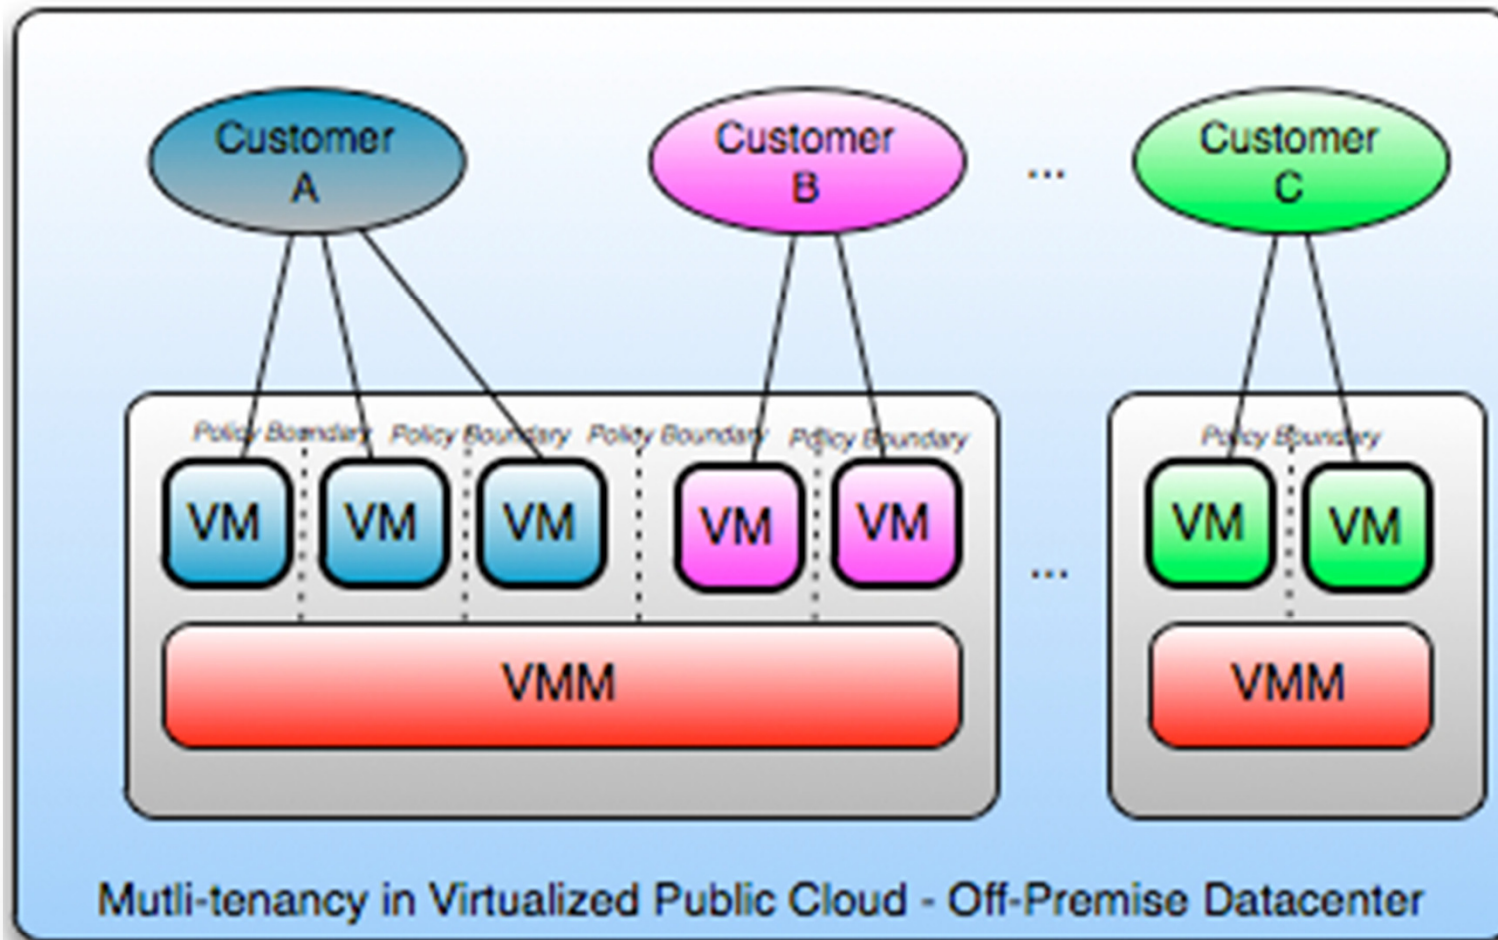 Customer
A
Customer
B
...
Customer
C
Policy Boundary Policy Boundary Policy Boundary Policy Boundary
Policy Boundary
VM VM VM VM VM
VM VM
...
VMM
VMM
Mutli-tenancy in Virtualized Public Cloud - Off-Premise Datacenter